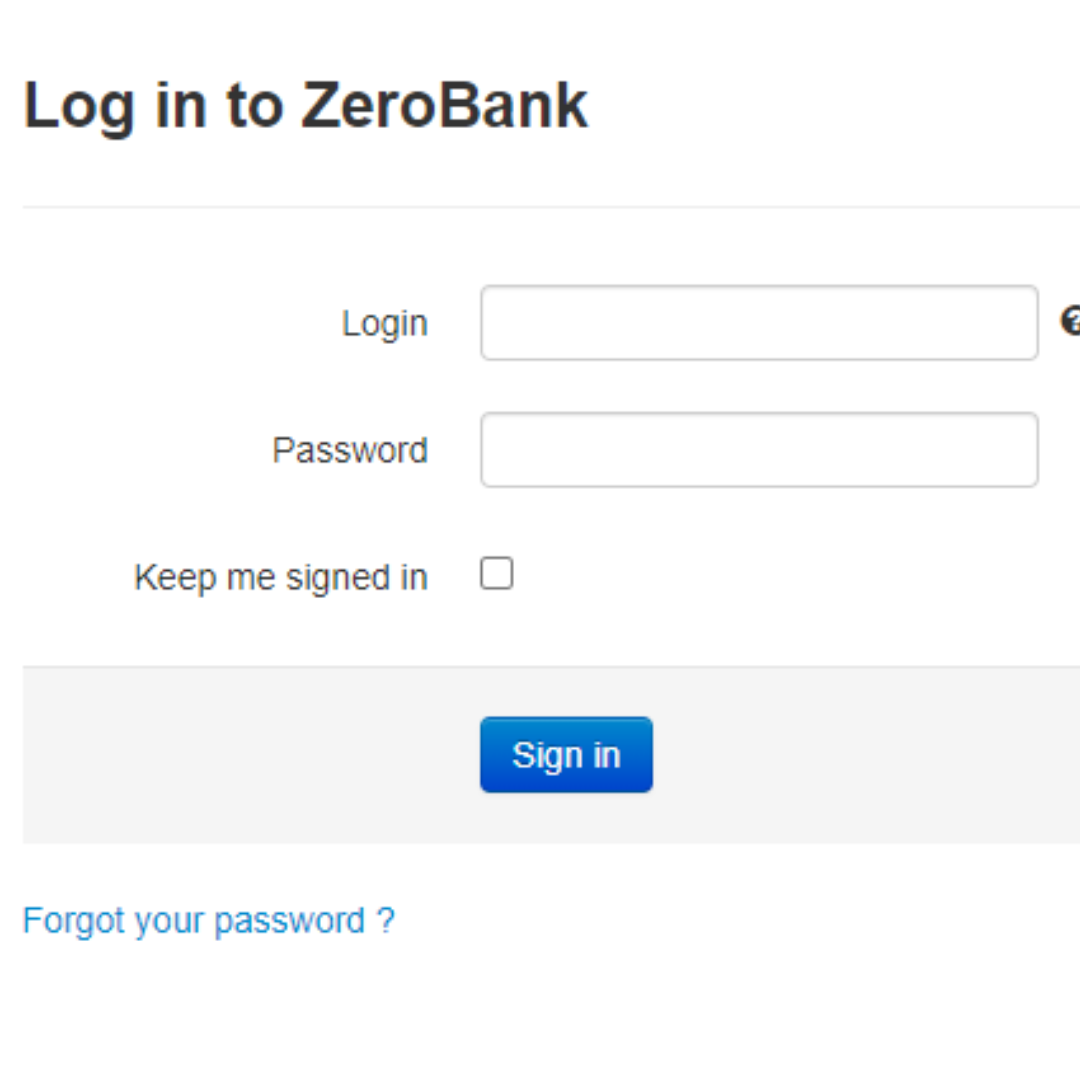 Log in to ZeroBank
Login
Password
Keep me signed in
Sign in
Forgot your password ?